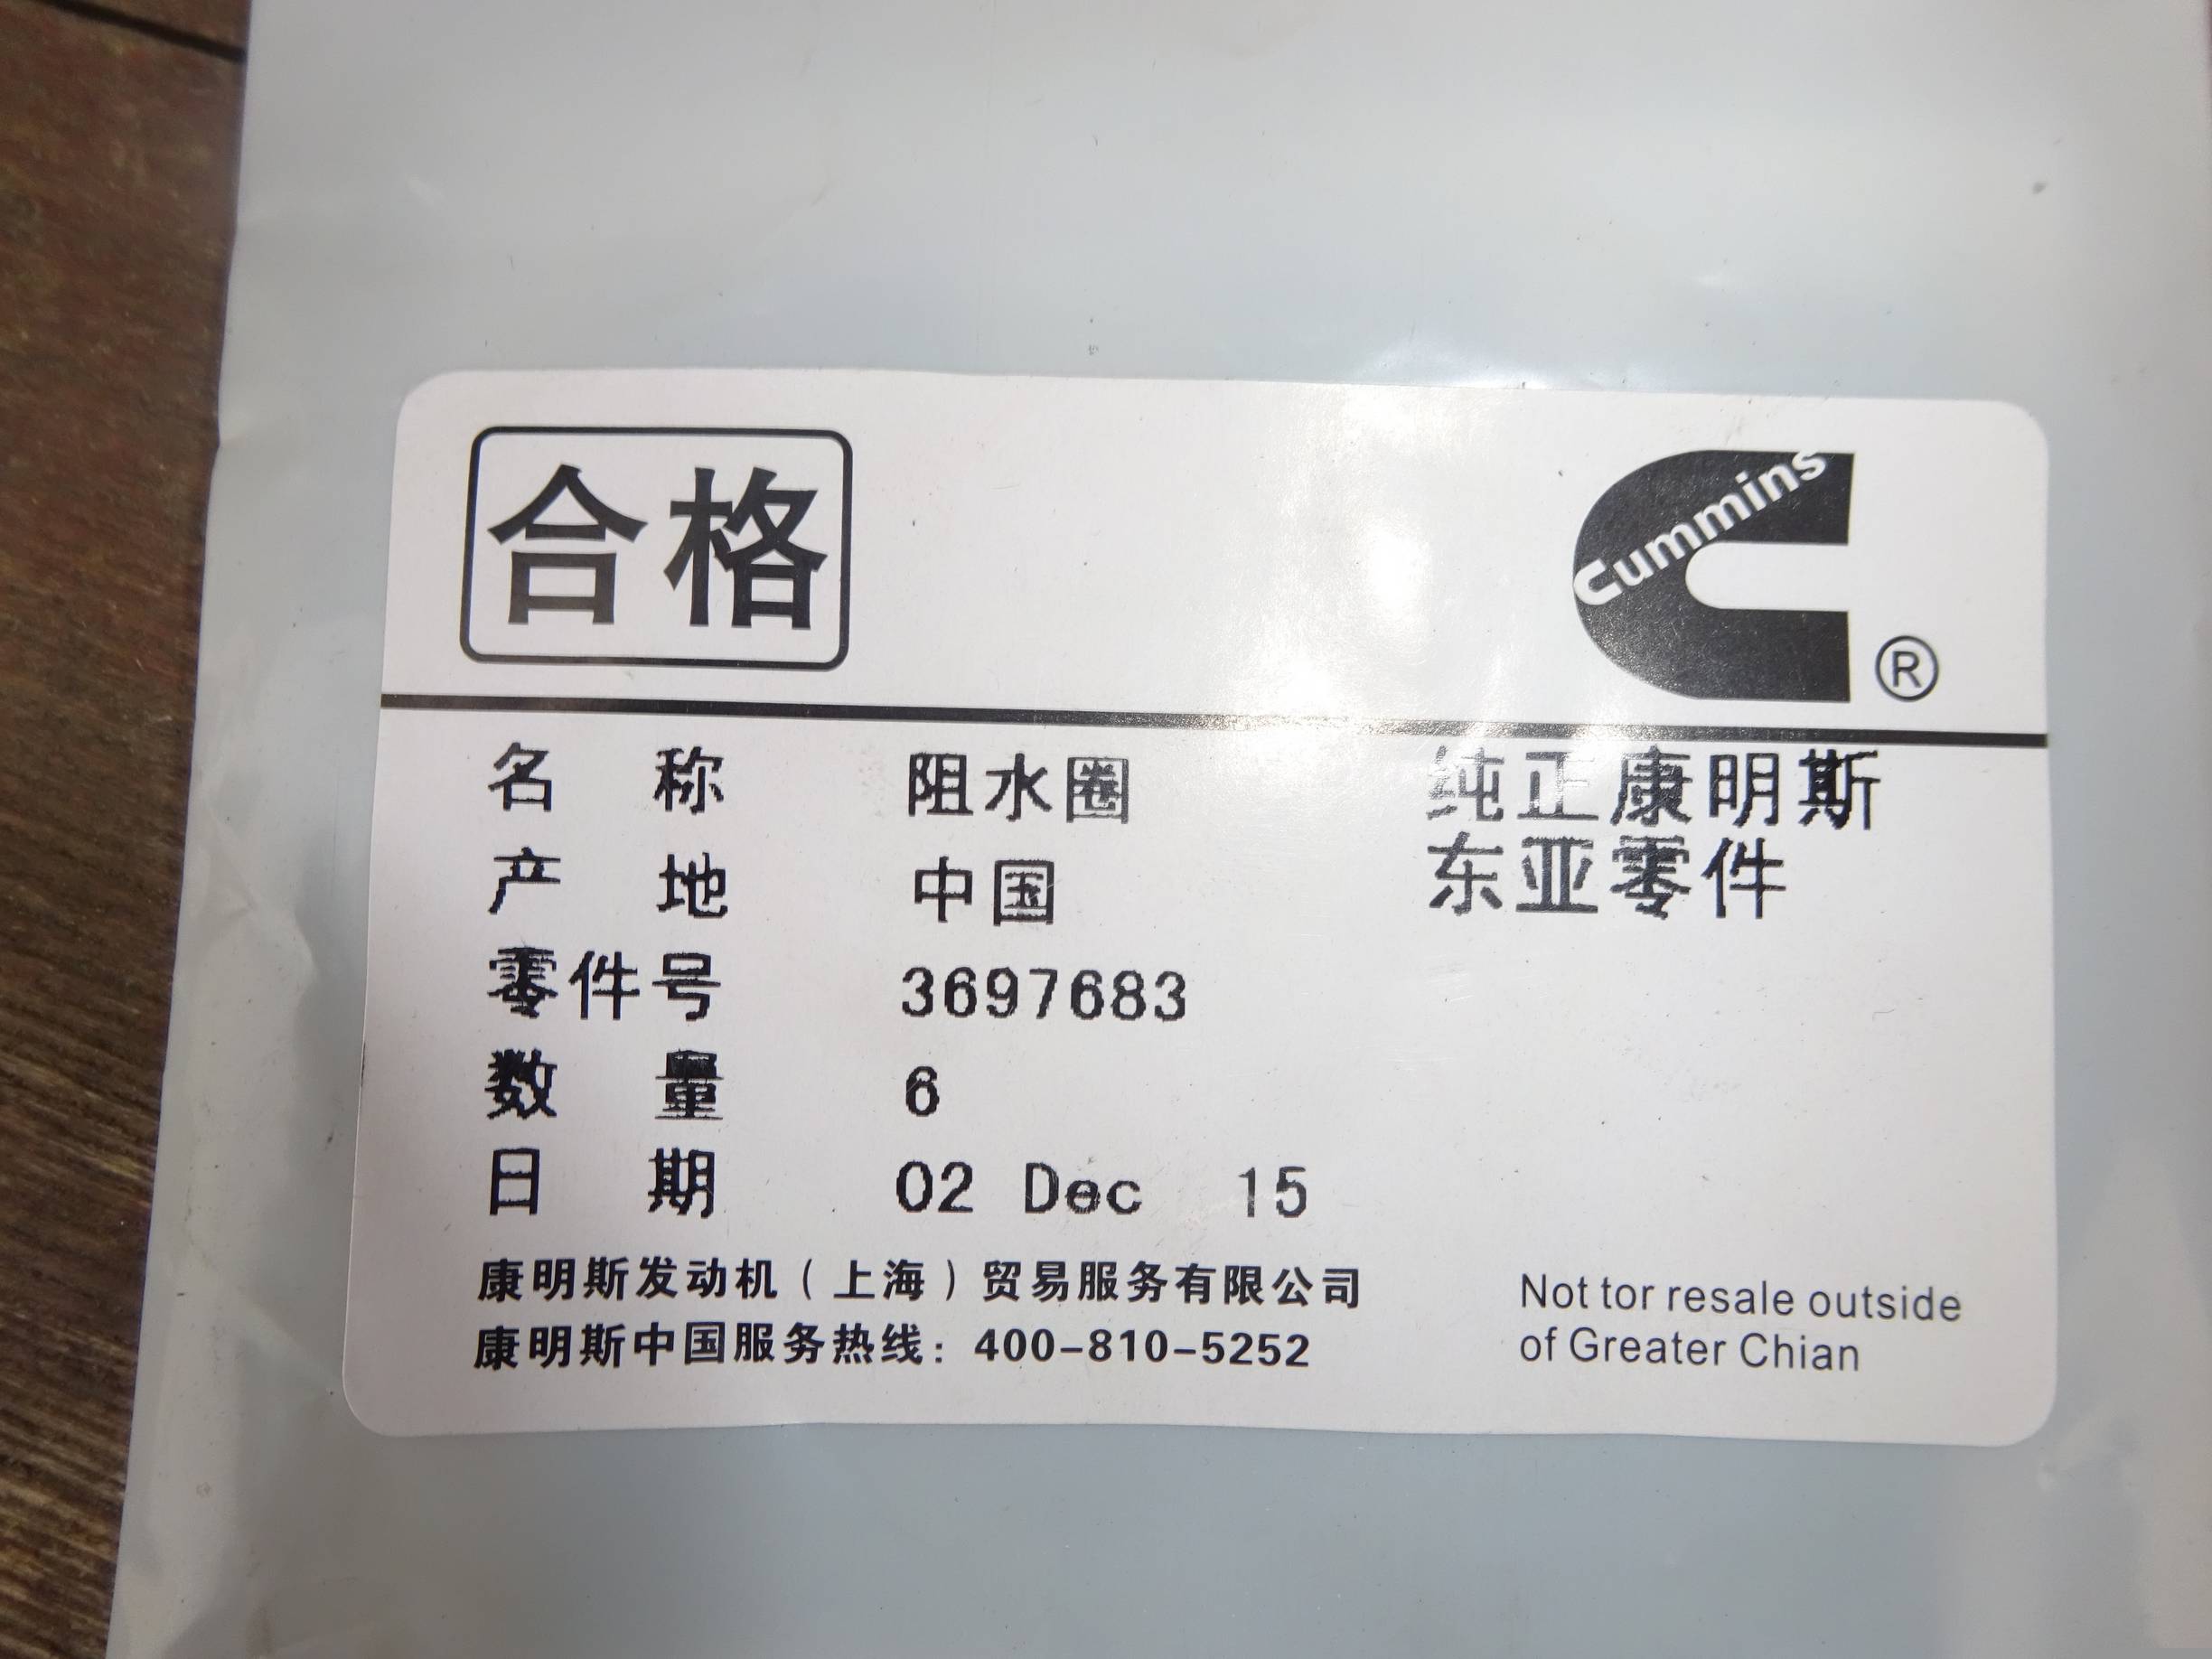 合格
Cummins
®
名 称 阻水圈
纯正康明斯
产 地 中国
东亚零件
零件号 3697683
数 量 6
日 期 02 Dec 15
康明斯发动机（上海）贸易服务有限公司
康明斯中国服务热线：400-810-5252
Not tor resale outside
of Greater Chian